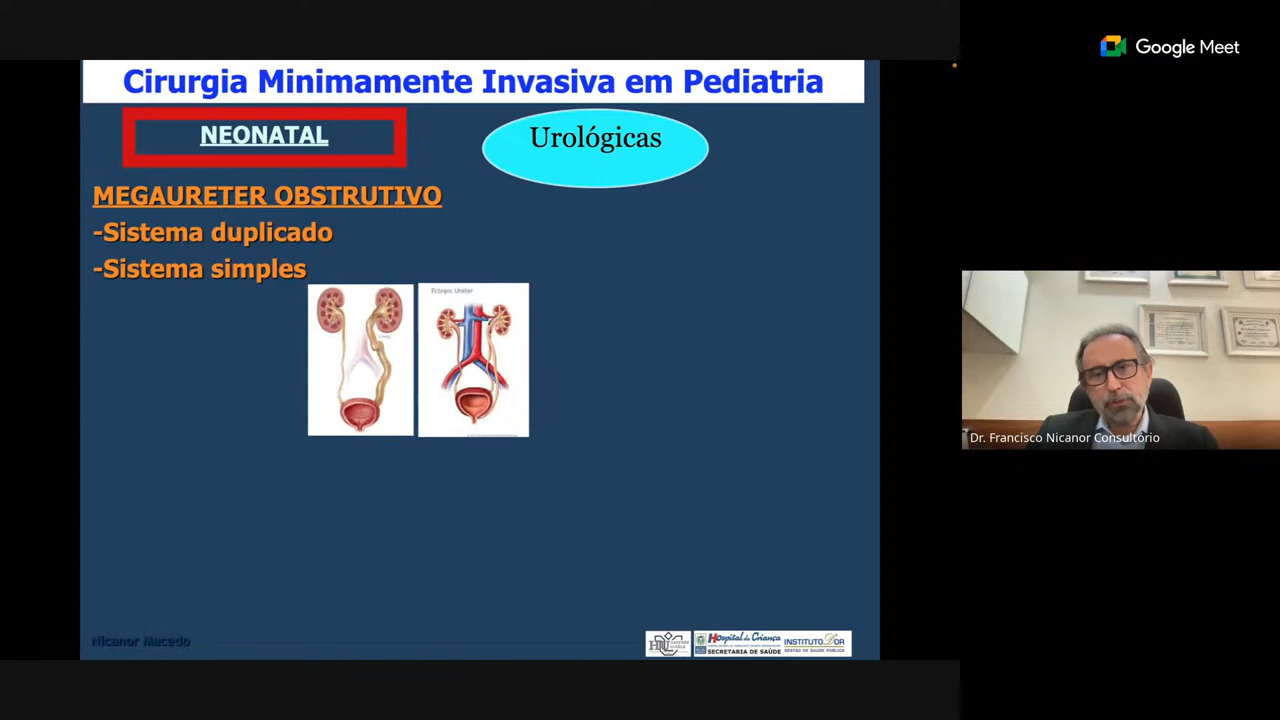 Google Meet
Cirurgia Minimamente Invasiva em Pediatria
NEONATAL
Urológicas
MEGAURETER OBSTRUTIVO
-Sistema duplicado
-Sistema simples
Ectopic Ureter
Dr. Francisco Nicanor Consultório
Nicanor Macedo
Hospital da Criança
SECRETARIA DE SAÚDE
INSTITUTO D'OR
GESTÃO DE SAÚDE PÚBLICA